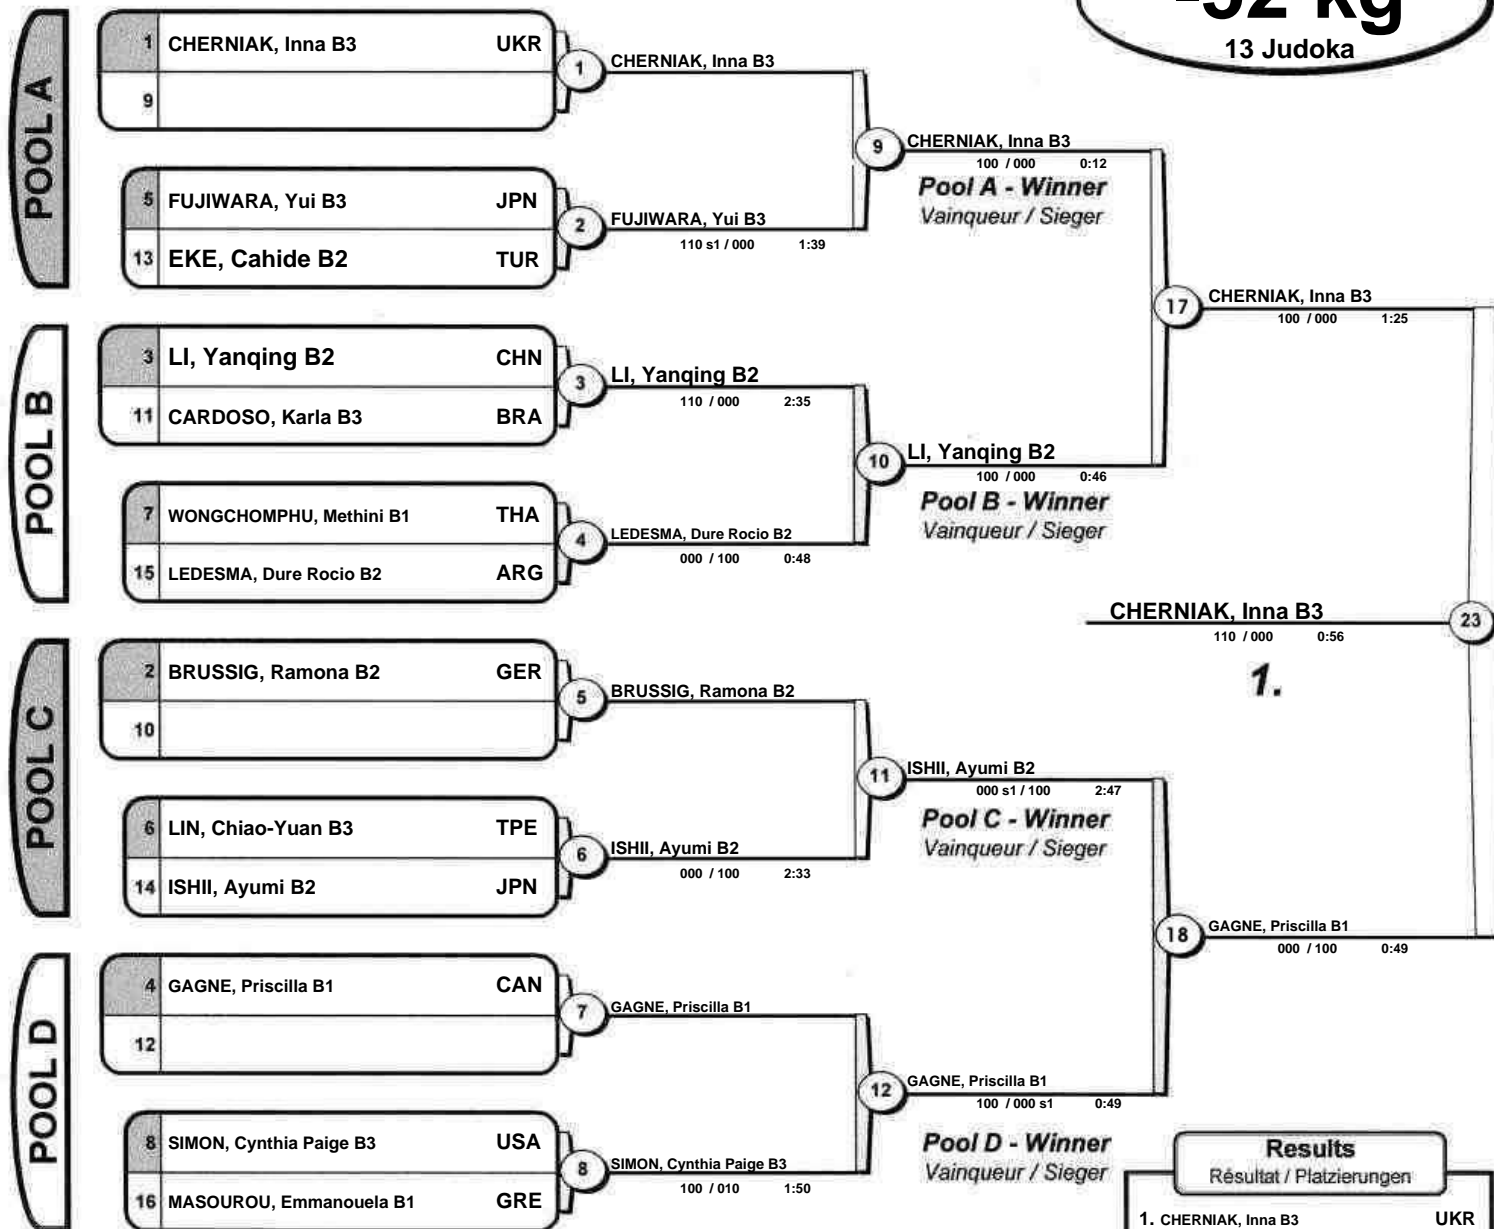 -52 kg
13 Judoka
POOL A
1 CHERNIAK, Inna B3 UKR
9
5 FUJIWARA, Yui B3 JPN
13 EKE, Cahide B2 TUR
1 CHERNIAK, Inna B3
2 FUJIWARA, Yui B3
110 s1 / 000 1:39
9 CHERNIAK, Inna B3
100 / 000 0:12
Pool A - Winner
Vainqueur / Sieger
POOL B
3 LI, Yanqing B2 CHN
11 CARDOSO, Karla B3 BRA
7 WONGCHOMPHU, Methini B1 THA
15 LEDESMA, Dure Rocio B2 ARG
3 LI, Yanqing B2
110 / 000 2:35
4 LEDESMA, Dure Rocio B2
000 / 100 0:48
10 LI, Yanqing B2
100 / 000 0:46
Pool B - Winner
Vainqueur / Sieger
17 CHERNIAK, Inna B3
100 / 000 1:25
CHERNIAK, Inna B3 23
110 / 000 0:56
1.
POOL C
2 BRUSSIG, Ramona B2 GER
10
6 LIN, Chiao-Yuan B3 TPE
14 ISHII, Ayumi B2 JPN
5 BRUSSIG, Ramona B2
6 ISHII, Ayumi B2
000 / 100 2:33
11 ISHII, Ayumi B2
000 s1 / 100 2:47
Pool C - Winner
Vainqueur / Sieger
18 GAGNE, Priscilla B1
000 / 100 0:49
POOL D
4 GAGNE, Priscilla B1 CAN
12
8 SIMON, Cynthia Paige B3 USA
16 MASOUROU, Emmanouela B1 GRE
7 GAGNE, Priscilla B1
8 SIMON, Cynthia Paige B3
100 / 010 1:50
12 GAGNE, Priscilla B1
100 / 000 s1 0:49
Pool D - Winner
Vainqueur / Sieger
Results
Résultat / Platzierungen
1. CHERNIAK, Inna B3 UKR